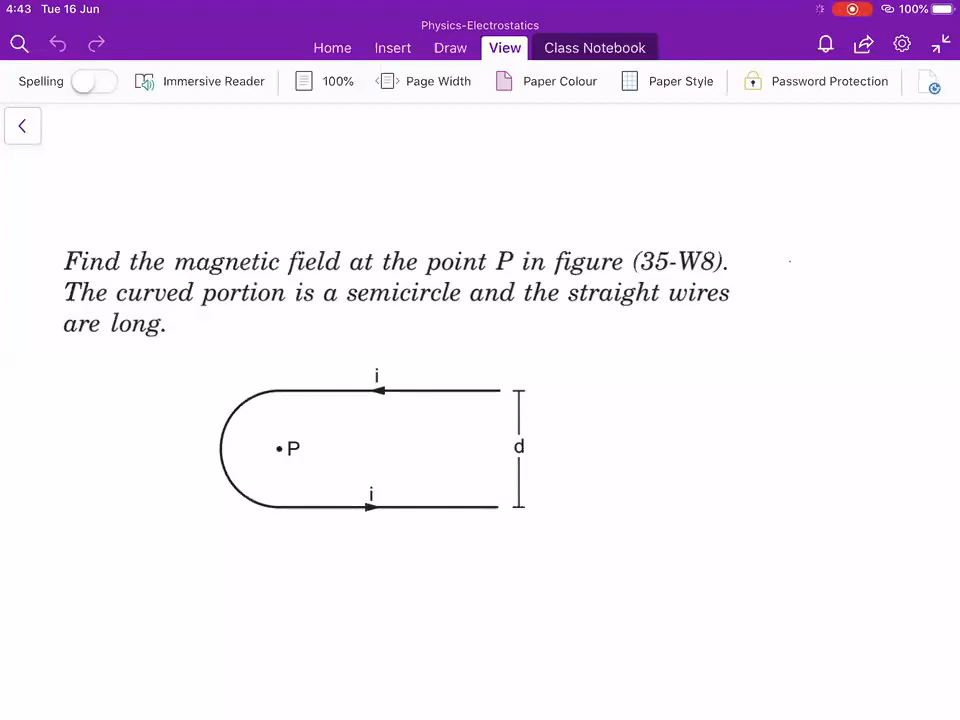 4:43 Tue 16 Jun
100%
Physics-Electrostatics
Home Insert Draw View Class Notebook
Spelling Immersive Reader 100% Page Width Paper Colour Paper Style Password Protection
Find the magnetic field at the point P in figure (35-W8).
The curved portion is a semicircle and the straight wires
are long.
i
P
d
i